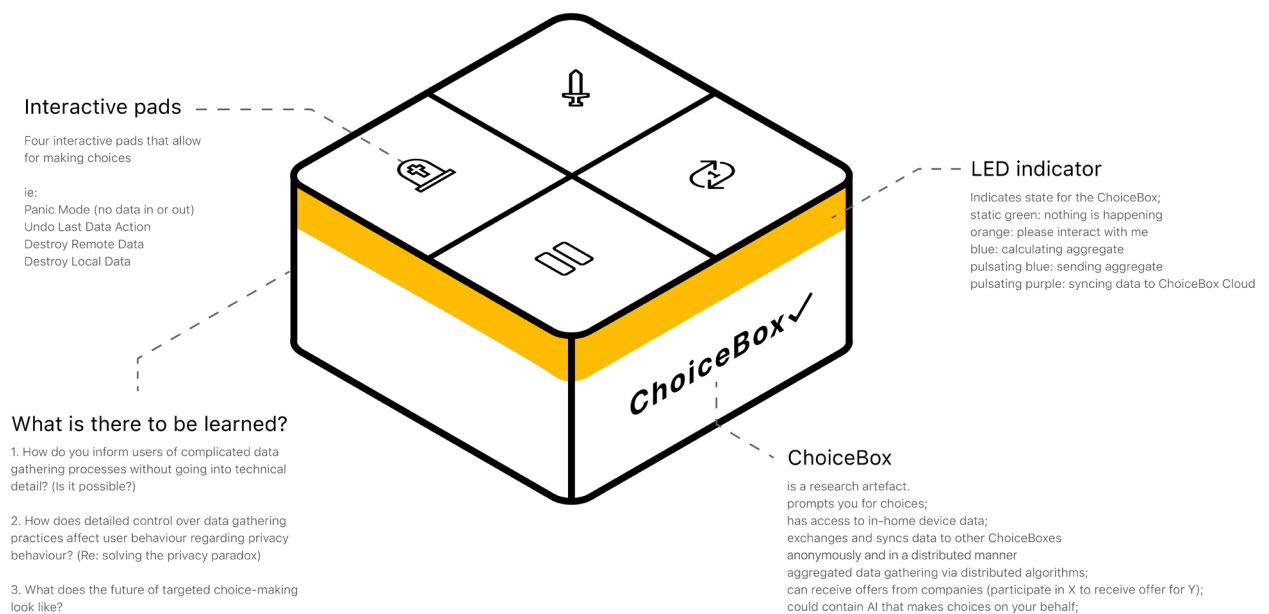 Interactive pads
Four interactive pads that allow
for making choices
ie:
Panic Mode (no data in or out)
Undo Last Data Action
Destroy Remote Data
Destroy Local Data
1
LED indicator
Indicates state for the ChoiceBox;
static green: nothing is happening
orange: please interact with me
blue: calculating aggregate
pulsating blue: sending aggregate
pulsating purple: syncing data to ChoiceBox Cloud
ChoiceBox✓
What is there to be learned?
1. How do you inform users of complicated data
gathering processes without going into technical
detail? (Is it possible?)
2. How does detailed control over data gathering
practices affect user behaviour regarding privacy
behaviour? (Re: solving the privacy paradox)
3. What does the future of targeted choice-making
look like?
ChoiceBox
is a research artefact.
prompts you for choices;
has access to in-home device data;
exchanges and syncs data to other ChoiceBoxes
anonymously and in a distributed manner
aggregated data gathering via distributed algorithms;
can receive offers from companies (participate in X to receive offer for Y);
could contain AI that makes choices on your behalf;